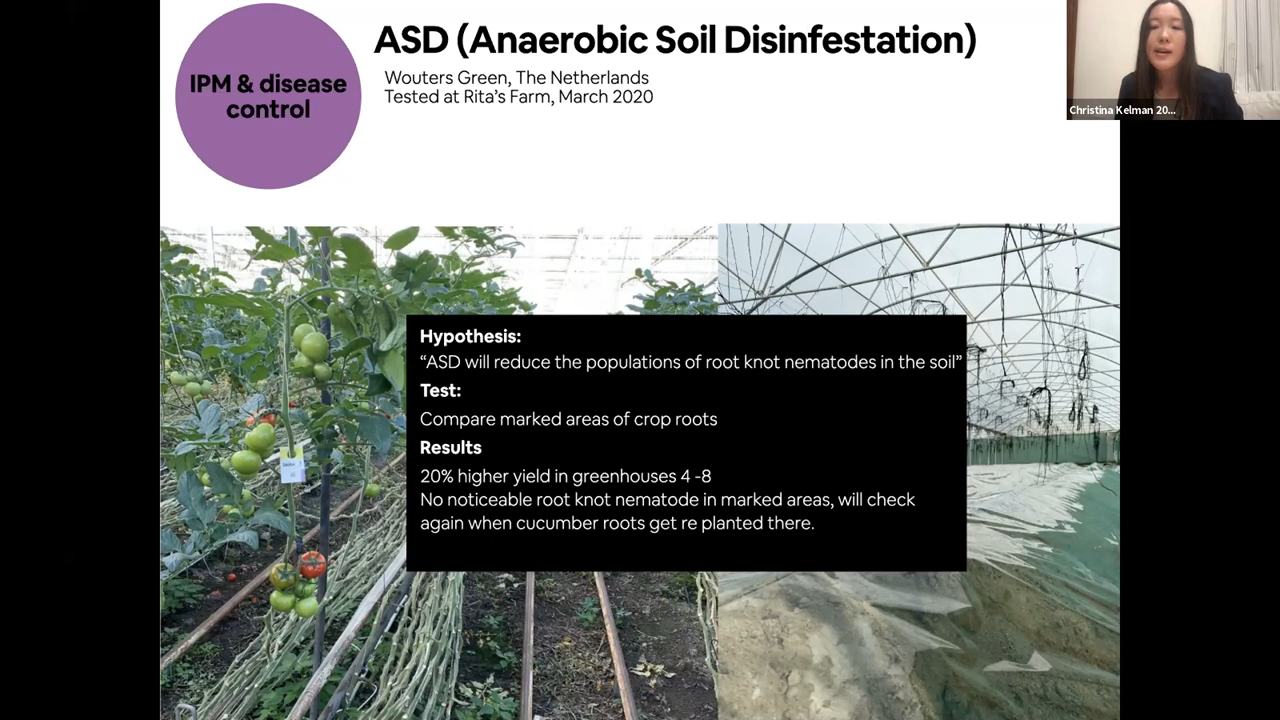 IPM & disease
control
ASD (Anaerobic Soil Disinfestation)
Wouters Green, The Netherlands
Tested at Rita's Farm, March 2020
Christina Kelman 20...
Hypothesis:
“ASD will reduce the populations of root knot nematodes in the soil”
Test:
Compare marked areas of crop roots
Results
20% higher yield in greenhouses 4 -8
No noticeable root knot nematode in marked areas, will check
again when cucumber roots get re planted there.